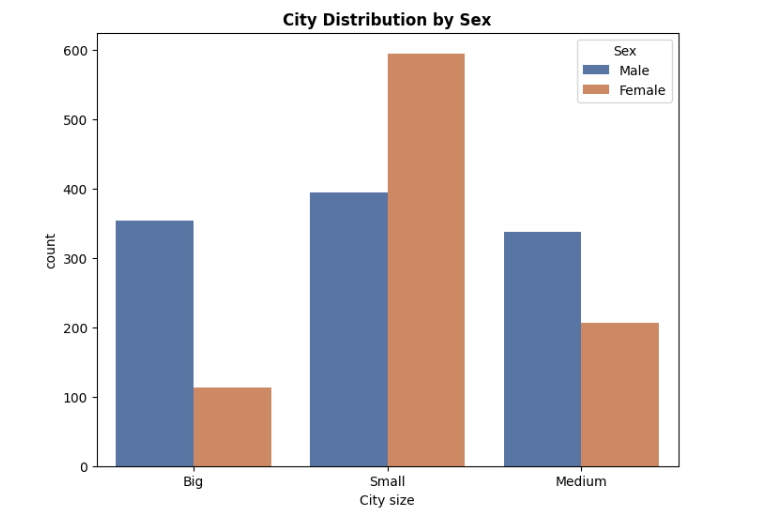 City Distribution by Sex
Sex
Male
Female
600
500
400
300
200
100
0
count
Big
Small
Medium
City size